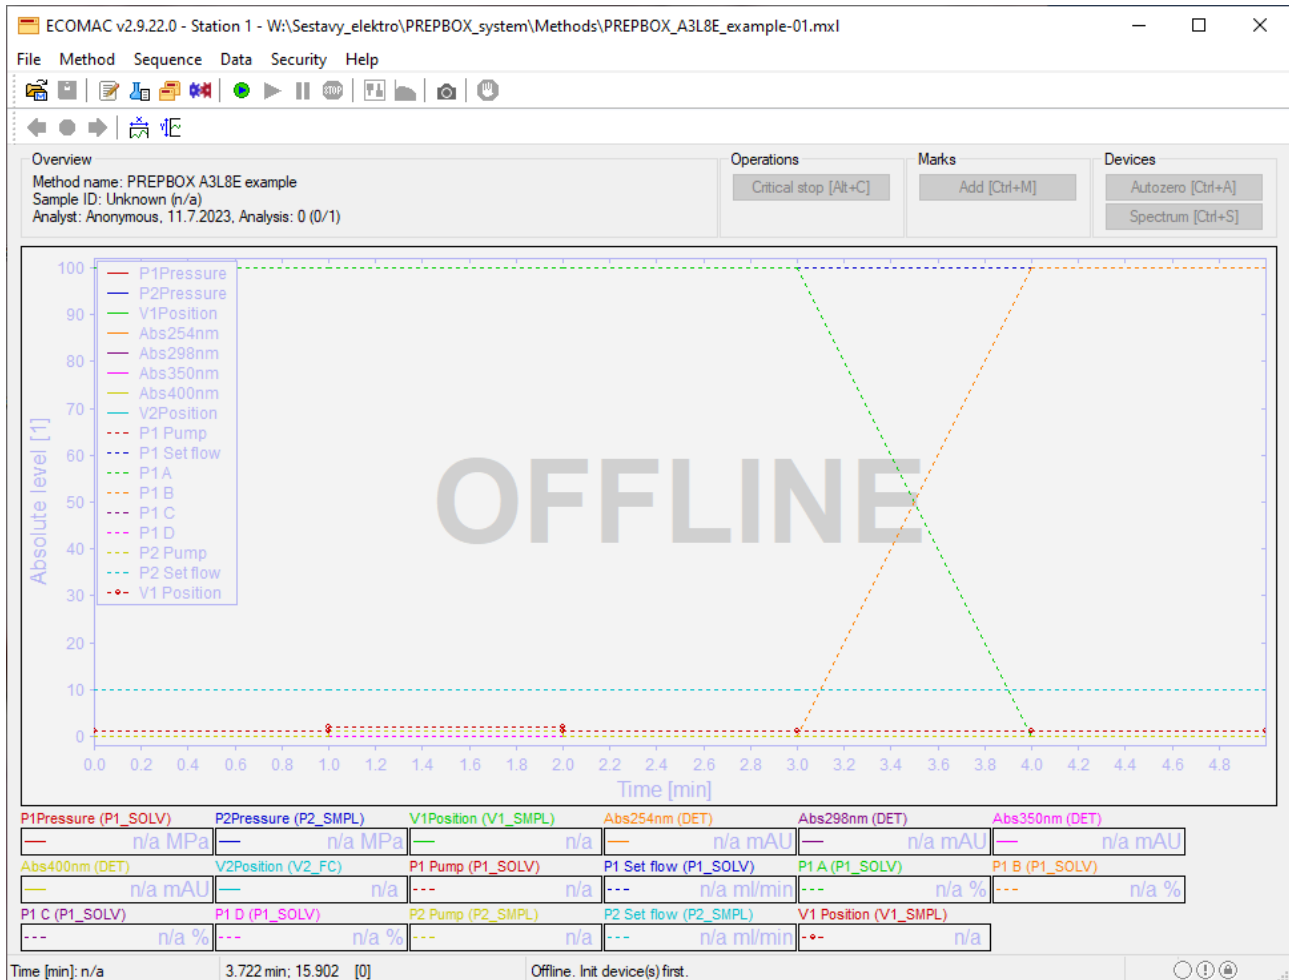 ECOMAC v2.9.22.0 - Station 1 - W:\Sestavy_elektro\PREPBOX_system\Methods\PREPBOX_A3L8E_example-01.mxl
File Method Sequence Data Security Help
Overview
Method name: PREPBOX A3L8E example
Sample ID: Unknown (n/a)
Analyst: Anonymous, 11.7.2023, Analysis: 0 (0/1)
Operations
Critical stop [Alt+C]
Marks
Add [Ctrl+M]
Devices
Autozero [Ctrl+A]
Spectrum [Ctrl+S]
Absolute level [1]
100
90
80
70
60
50
40
30
20
10
0
P1Pressure
P2Pressure
V1Position
Abs254nm
Abs298nm
Abs350nm
Abs400nm
V2Position
P1 Pump
P1 Set flow
P1 A
P1 B
P1 C
P1 D
P2 Pump
P2 Set flow
V1 Position
OFFLINE
0.0 0.2 0.4 0.6 0.8 1.0 1.2 1.4 1.6 1.8 2.0 2.2 2.4 2.6 2.8 3.0 3.2 3.4 3.6 3.8 4.0 4.2 4.4 4.6 4.8
Time [min]
P1Pressure (P1_SOLV) P2Pressure (P2_SMPL) V1Position (V1_SMPL) Abs254nm (DET) Abs298nm (DET) Abs350nm (DET)
n/a MPa n/a MPa n/a n/a mAU n/a mAU n/a mAU
Abs400nm (DET) V2Position (V2_FC) P1 Pump (P1_SOLV) P1 Set flow (P1_SOLV) P1 A (P1_SOLV) P1 B (P1_SOLV)
n/a mAU n/a n/a n/a ml/min n/a % n/a %
P1 C (P1_SOLV) P1 D (P1_SOLV) P2 Pump (P2_SMPL) P2 Set flow (P2_SMPL) V1 Position (V1_SMPL)
n/a % n/a % n/a n/a ml/min n/a
Time [min]: n/a 3.722 min; 15.902 [0] Offline. Init device(s) first.